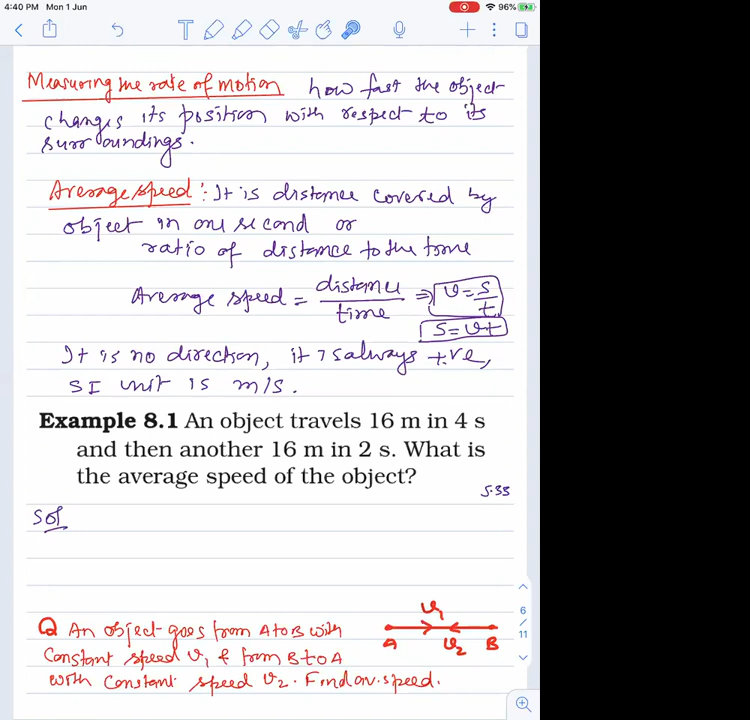 4:40 PM Mon 1 Jun
96%
Measuring the rate of motion how fast the object
changes its position with respect to its
surroundings.
Average speed : It is distance covered by
object in one second or
ratio of distance to the time
Average speed = distance / time ⇒ v = s/t
s = vt
It is no direction, it is always +ve,
SI unit is m/s.
Example 8.1 An object travels 16 m in 4 s
and then another 16 m in 2 s. What is
the average speed of the object?
5.33
Sol
v1
A v2 B
Q An object goes from A to B with
constant speed v1 & from B to A
with constant speed v2. Find av. speed.
6
/
11